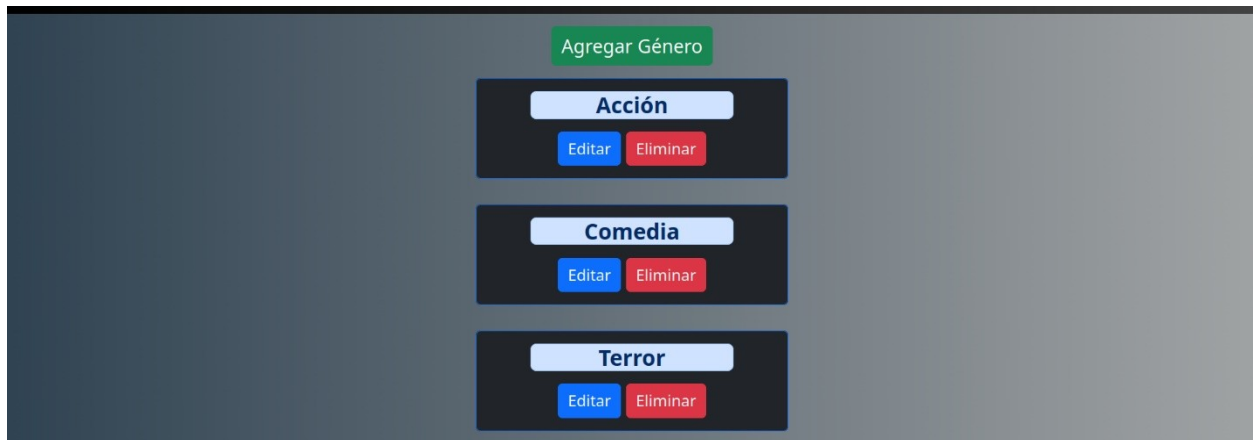 Agregar Género
Acción
Editar Eliminar
Comedia
Editar Eliminar
Terror
Editar Eliminar